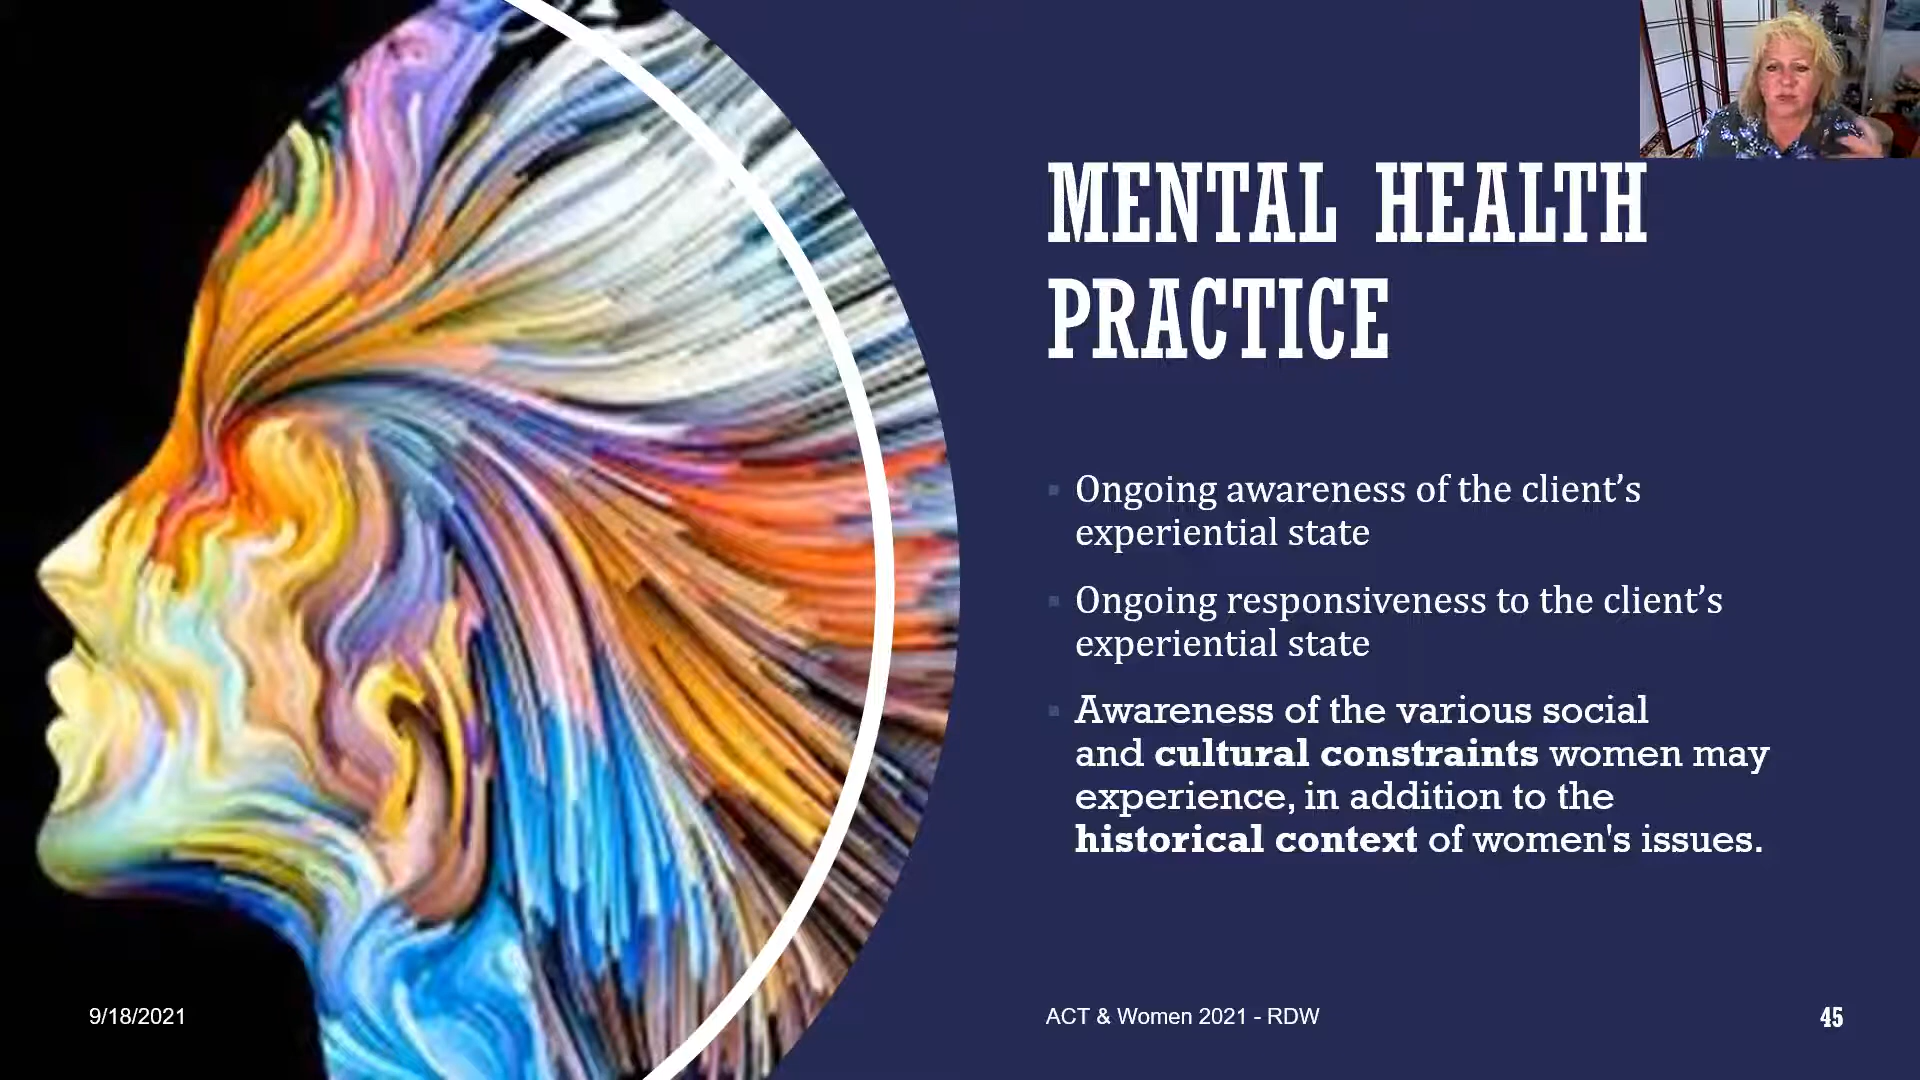 MENTAL HEALTH
PRACTICE
Ongoing awareness of the client’s
experiential state
Ongoing responsiveness to the client’s
experiential state
Awareness of the various social
and cultural constraints women may
experience, in addition to the
historical context of women's issues.
9/18/2021
ACT & Women 2021 - RDW
45